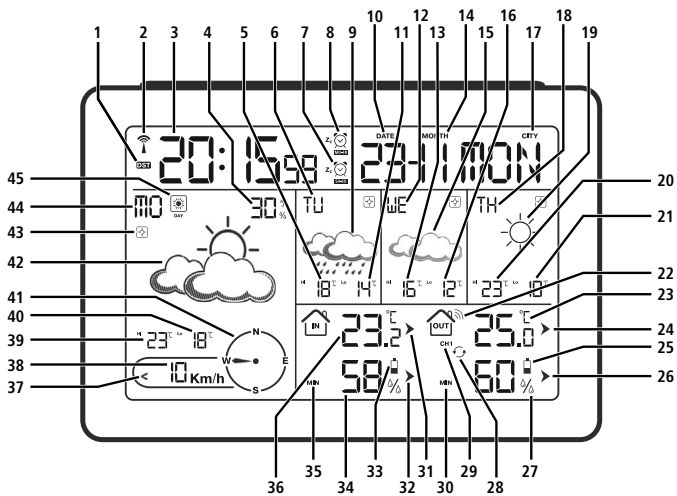 1 2 3 4 5 6 7 8 9 10 11 12 13 14 15 16 17 18 19
DATE MONTH CITY
DST 20:15 59 Zz Zz 23-11 MON
45 44 43 42 41 40 39 38 37
MO DAY 30 °C % TU WE TH
20 21 22 23 24 25 26 27
HI 18 °C LO 14 °C HI 16 °C LO 12 °C HI 23 °C LO 10 °C
HI 23 °C LO 18 °C N W E S
< 10 Km/h
IN 23.2 °C OUT 25.0 °C
CH1
MIN 58 % MIN 60 %
36 35 34 33 32 31 30 29 28